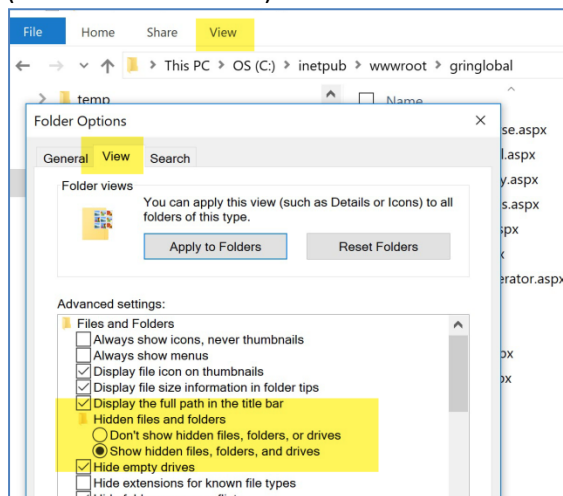 File Home Share View
This PC > OS (C:) > inetpub > wwwroot > gringlobal
temp
Name
Folder Options
se.aspx
General View Search
l.aspx
Folder views
y.aspx
You can apply this view (such as Details or Icons) to all
s.aspx
folders of this type.
Apply to Folders Reset Folders
erator.aspx
Advanced settings:
Files and Folders
Always show icons, never thumbnails
Always show menus
Display file icon on thumbnails
Display file size information in folder tips
Display the full path in the title bar
Hidden files and folders
Don't show hidden files, folders, or drives
Show hidden files, folders, and drives
Hide empty drives
Hide extensions for known file types